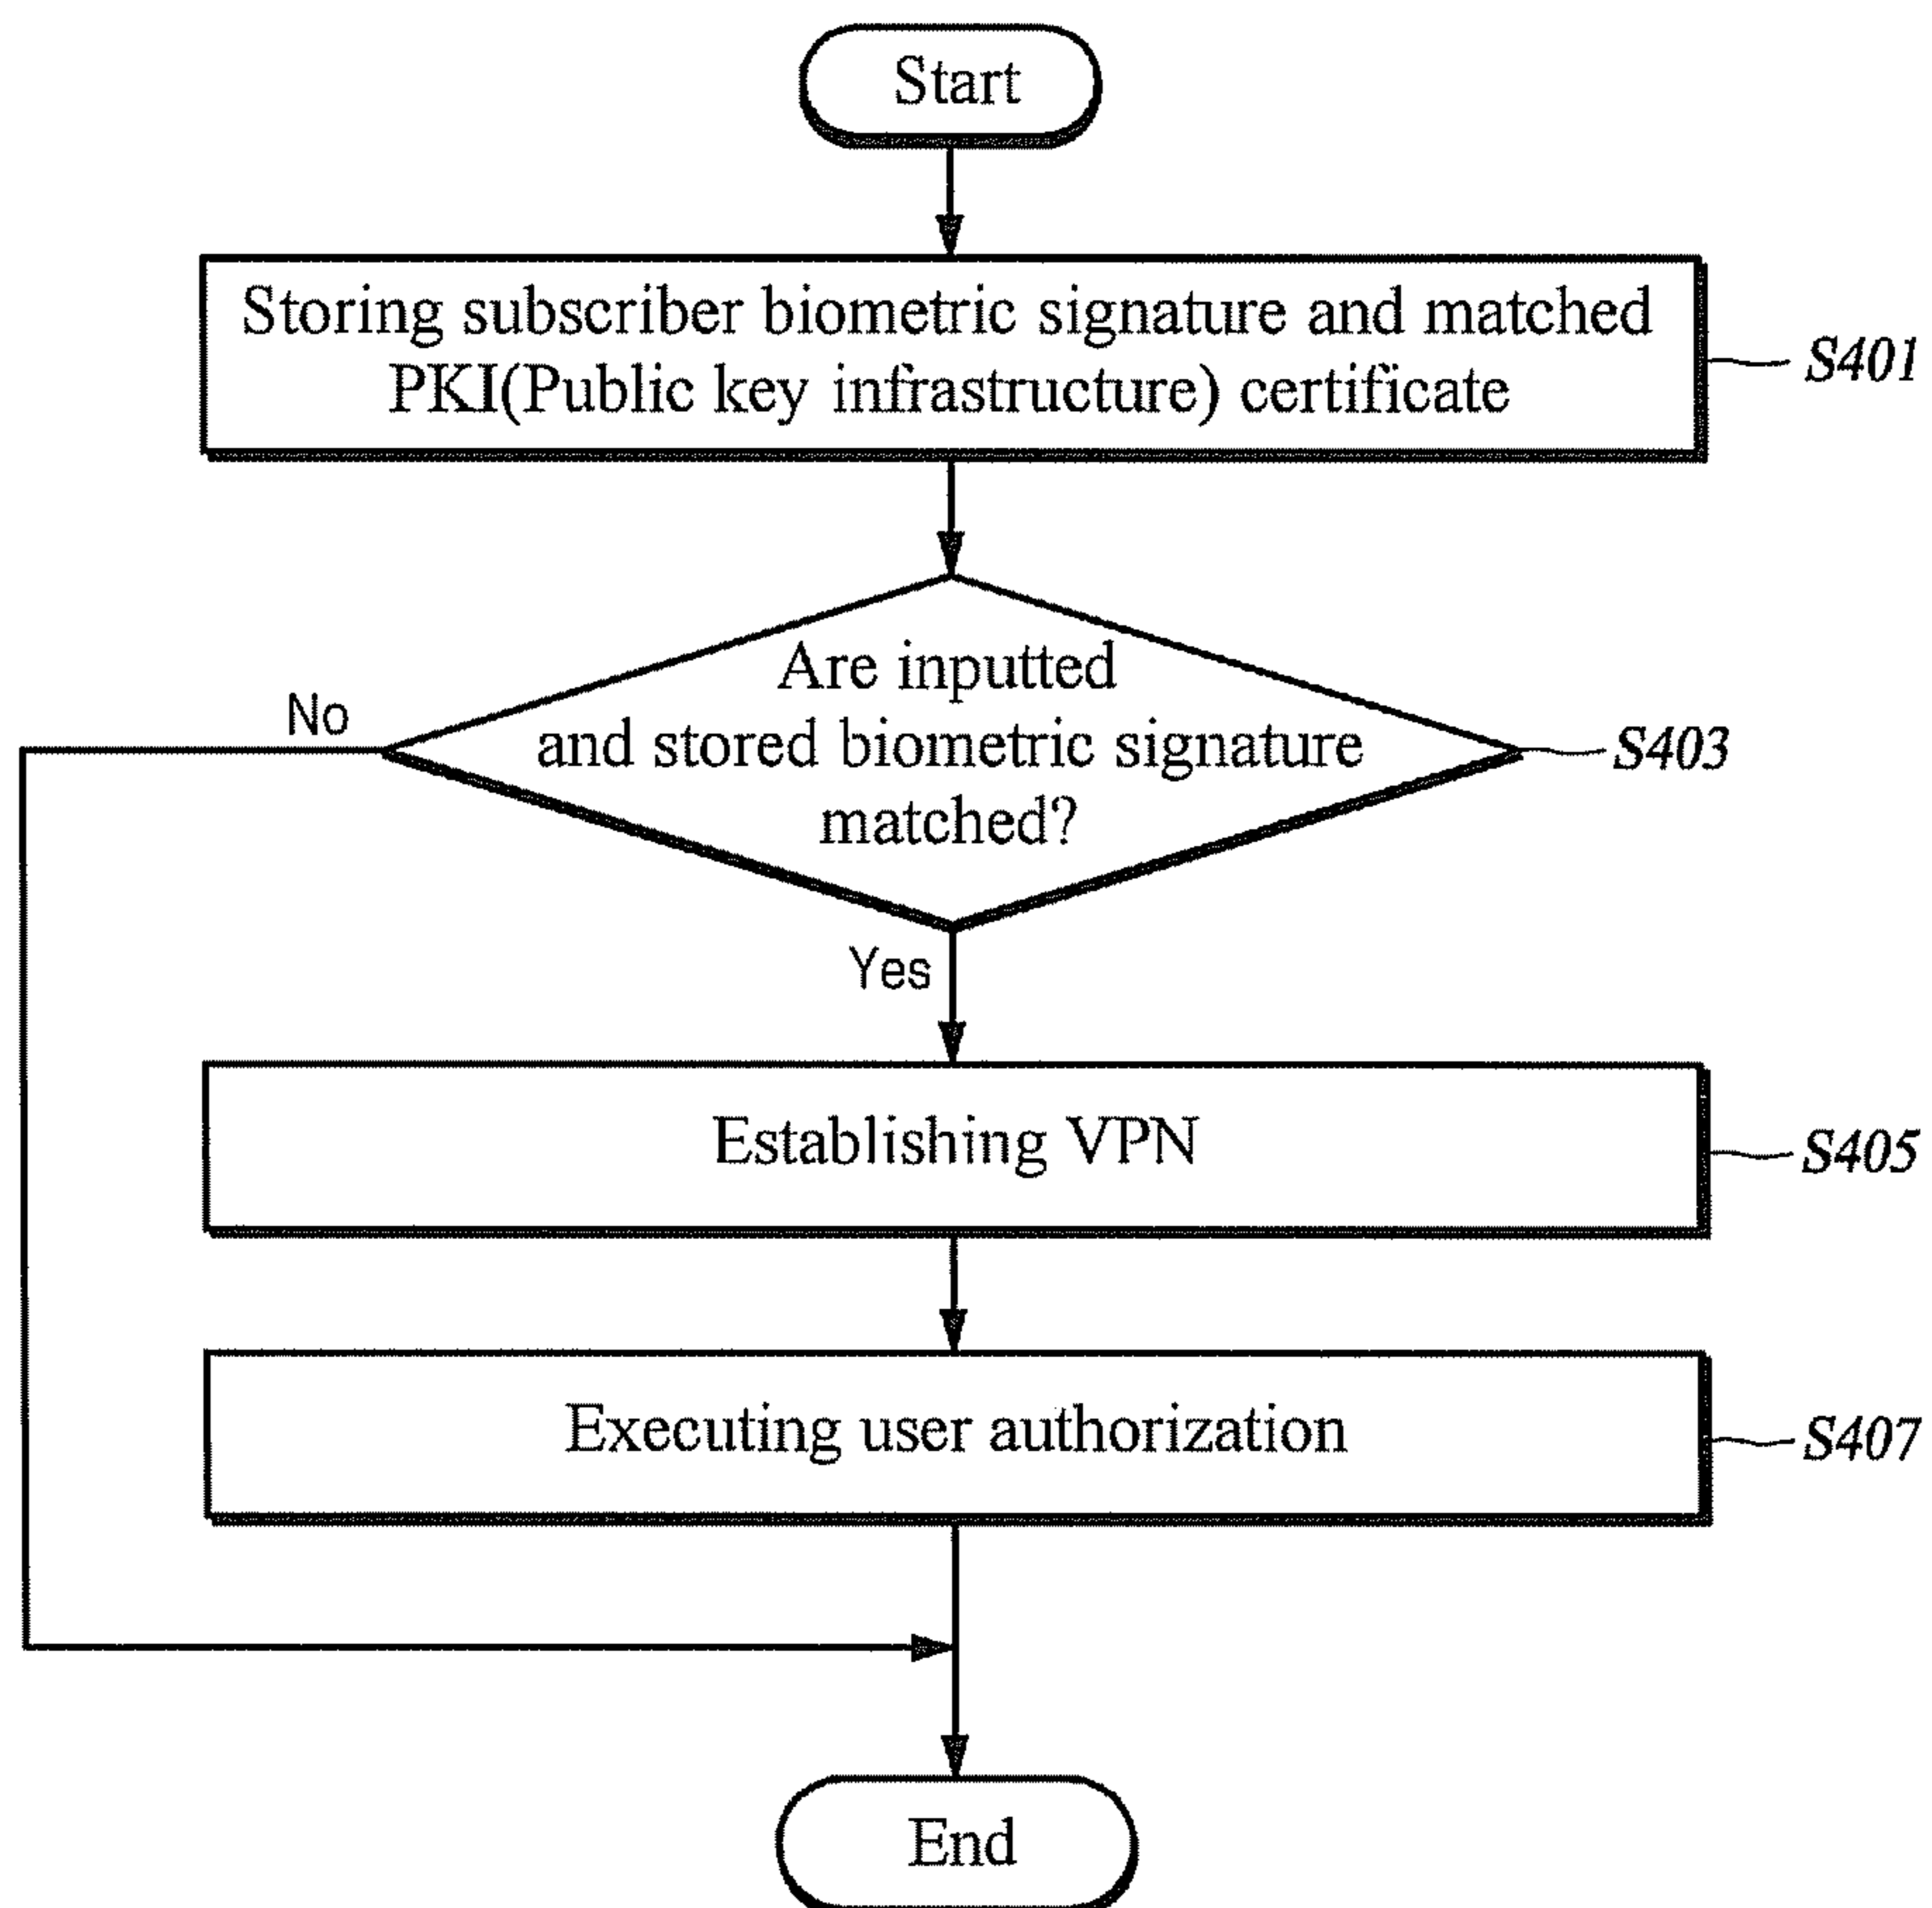 Start
Storing subscriber biometric signature and matched
PKI(Public key infrastructure) certificate
S401
Are inputted
and stored biometric signature
matched?
No
S403
Yes
Establishing VPN
S405
Executing user authorization
S407
End